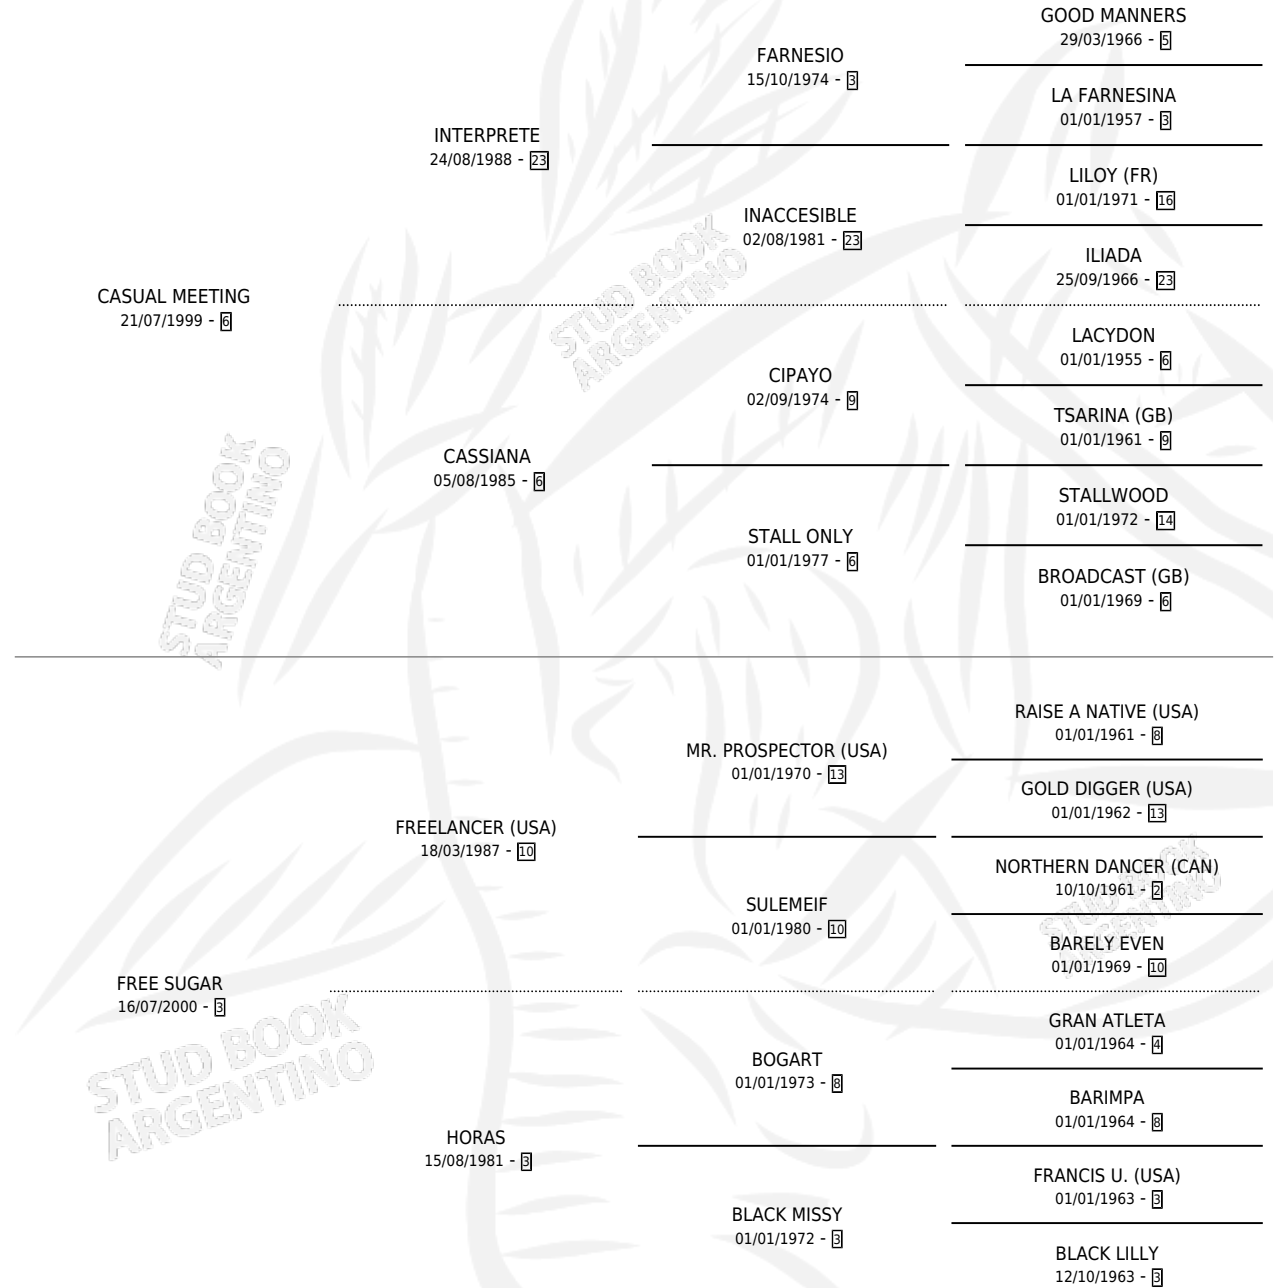 GOOD MANNERS
29/03/1966 - 5
FARNESIO
15/10/1974 - 3
LA FARNESINA
01/01/1957 - 3
INTERPRETE
24/08/1988 - 23
LILOY (FR)
01/01/1971 - 16
INACCESIBLE
02/08/1981 - 23
ILIADA
25/09/1966 - 23
CASUAL MEETING
21/07/1999 - 6
LACYDON
01/01/1955 - 6
CIPAYO
02/09/1974 - 9
TSARINA (GB)
01/01/1961 - 9
CASSIANA
05/08/1985 - 6
STALLWOOD
01/01/1972 - 14
STALL ONLY
01/01/1977 - 6
BROADCAST (GB)
01/01/1969 - 6
RAISE A NATIVE (USA)
01/01/1961 - 8
MR. PROSPECTOR (USA)
01/01/1970 - 13
GOLD DIGGER (USA)
01/01/1962 - 13
FREELANCER (USA)
18/03/1987 - 10
NORTHERN DANCER (CAN)
10/10/1961 - 2
SULEMEIF
01/01/1980 - 10
BARELY EVEN
01/01/1969 - 10
FREE SUGAR
16/07/2000 - 3
GRAN ATLETA
01/01/1964 - 4
BOGART
01/01/1973 - 8
BARIMPA
01/01/1964 - 8
HORAS
15/08/1981 - 3
FRANCIS U. (USA)
01/01/1963 - 3
BLACK MISSY
01/01/1972 - 3
BLACK LILLY
12/10/1963 - 3
STUD BOOK
ARGENTINO
STUD BOOK
ARGENTINO
STUD BOOK
ARGENTINO
STUD BOOK
ARGENTINO